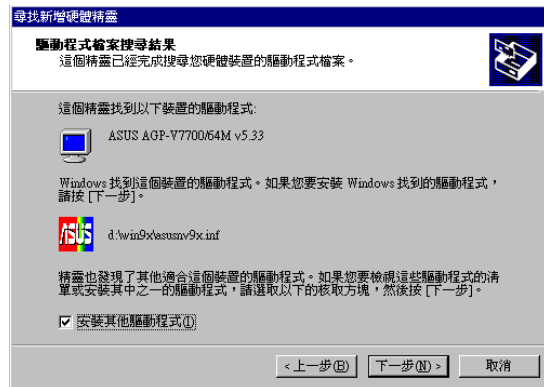 尋找新增硬體精靈
驅動程式檔案搜尋結果
這個精靈已經完成搜尋您硬體裝置的驅動程式檔案。
這個精靈找到以下裝置的驅動程式:
ASUS AGP-V7700/64M v5.33
Windows 找到這個裝置的驅動程式。如果您要安裝 Windows 找到的驅動程式，
請按 [下一步]。
ASUS
d:\win9x\asusnv9x.inf
精靈也發現了其他適合這個裝置的驅動程式。如果您要檢視這些驅動程式的清
單或安裝其中之一的驅動程式，請選取以下的核取方塊，然後按 [下一步]。
安裝其他驅動程式(I)
<上一步(B) 下一步(N)> 取消